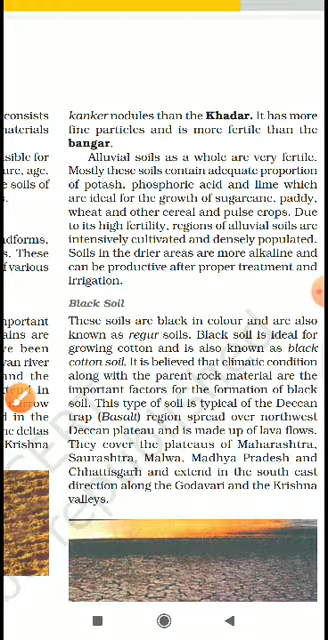 consists
materials
sible for
ure, age.
e soils of
s.
adforms.
s. These
f various
mportant
ains are
ve been
van river
and the
in
rrow
d in the
ne deltas
Krishna
kanker nodules than the Khadar. It has more
fine particles and is more fertile than the
bangar.
Alluvial soils as a whole are very fertile.
Mostly these soils contain adequate proportion
of potash, phosphoric acid and lime which
are ideal for the growth of sugarcane, paddy,
wheat and other cereal and pulse crops. Due
to its high fertility, regions of alluvial soils are
intensively cultivated and densely populated.
Soils in the drier areas are more alkaline and
can be productive after proper treatment and
irrigation.
Black Soil
These soils are black in colour and are also
known as regur soils. Black soil is ideal for
growing cotton and is also known as black
cotton soil. It is believed that climatic condition
along with the parent rock material are the
important factors for the formation of black
soil. This type of soil is typical of the Deccan
trap (Basalt) region spread over northwest
Deccan plateau and is made up of lava flows.
They cover the plateaus of Maharashtra,
Saurashtra, Malwa, Madhya Pradesh and
Chhattisgarh and extend in the south east
direction along the Godavari and the Krishna
valleys.